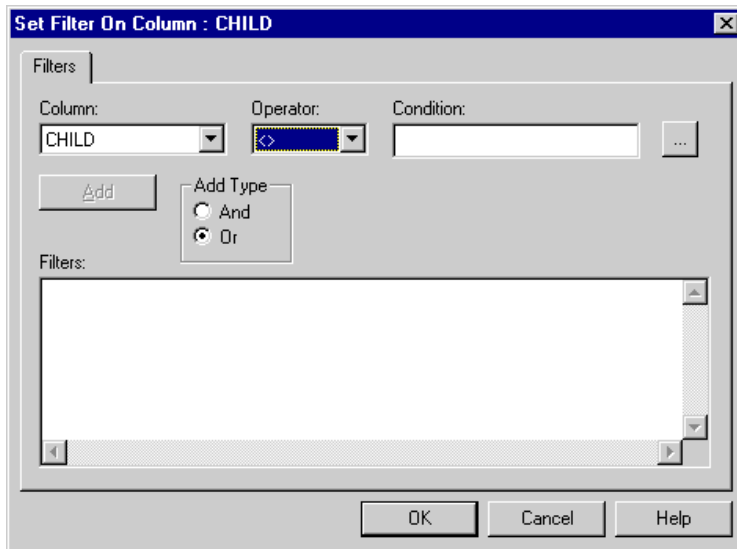 Set Filter On Column : CHILD
Filters
Column: Operator: Condition:
CHILD <> ...
Add
Add Type
And
Or
Filters:
OK Cancel Help